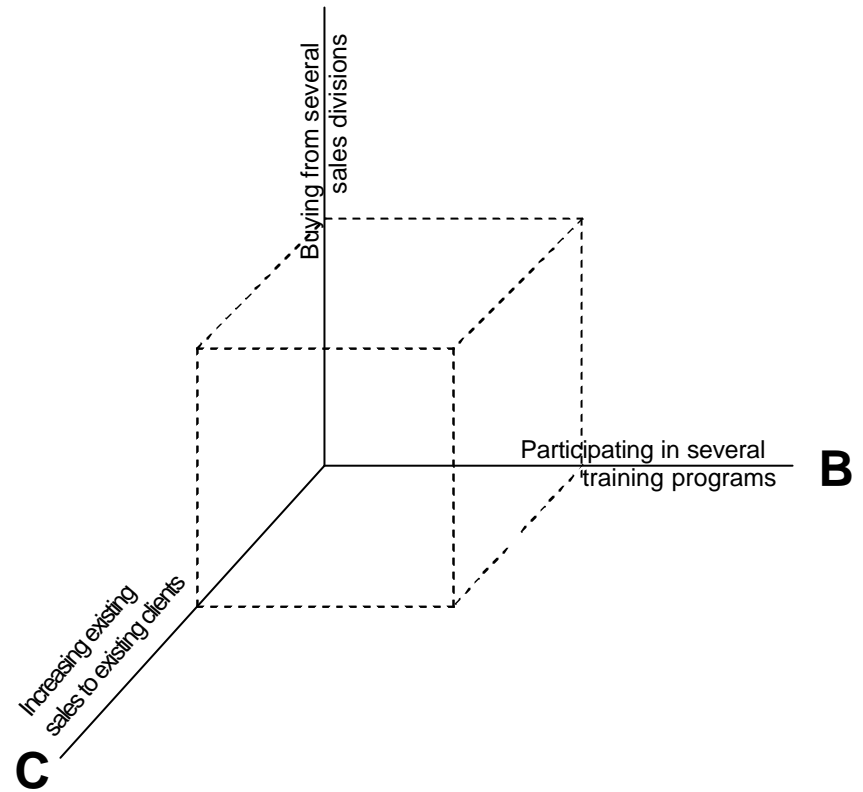 Buying from several
sales divisions
Participating in several
training programs
B
Increasing existing
sales to existing clients
C